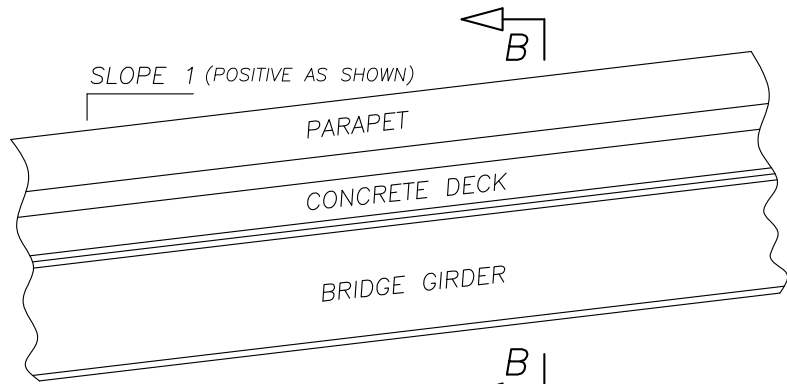 B
SLOPE 1 (POSITIVE AS SHOWN)
PARAPET
CONCRETE DECK
BRIDGE GIRDER
B